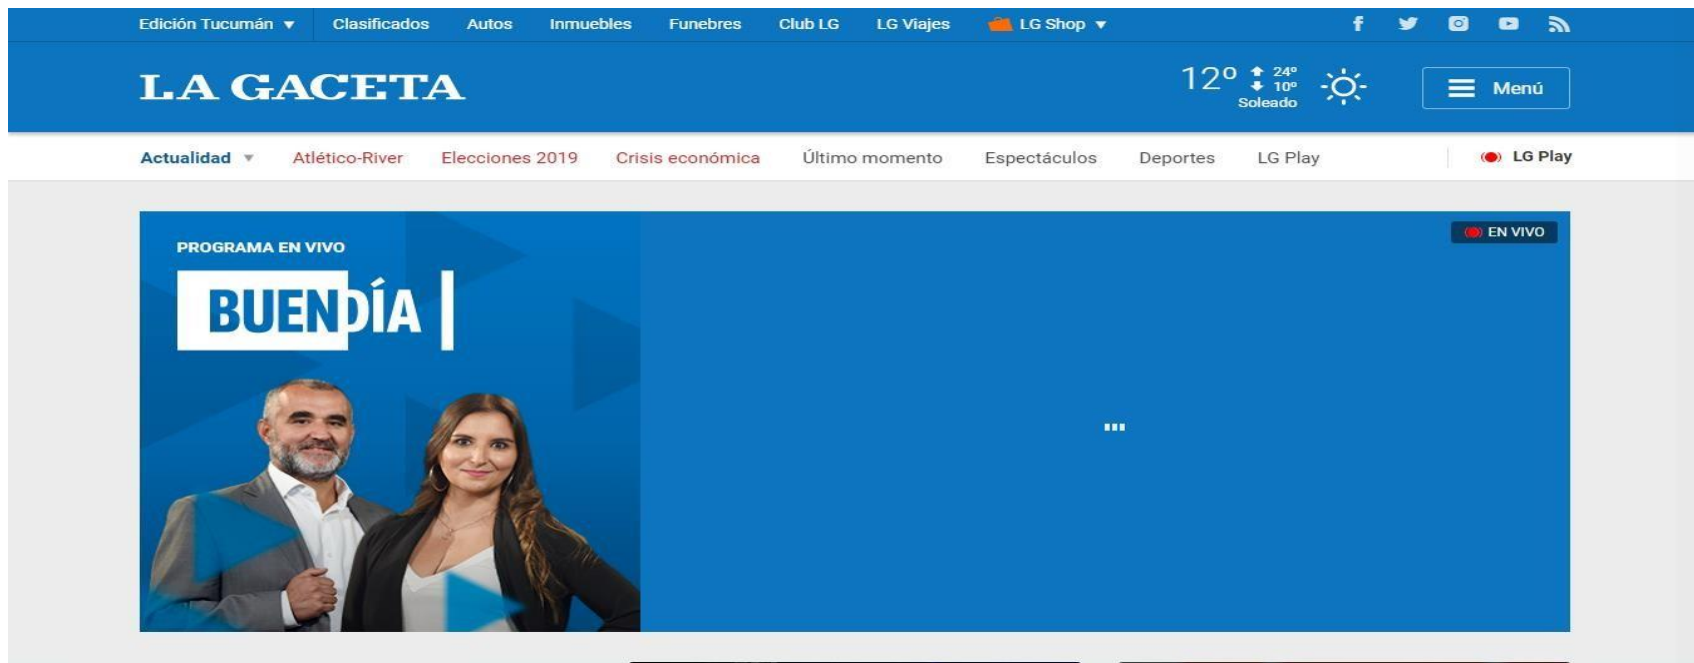 Edición Tucumán Clasificados Autos Inmuebles Funebres Club LG LG Viajes LG Shop
LA GACETA
12º 24º
10º
Soleado
Menú
Actualidad Atlético-River Elecciones 2019 Crisis económica Último momento Espectáculos Deportes LG Play LG Play
PROGRAMA EN VIVO
EN VIVO
BUENDÍA